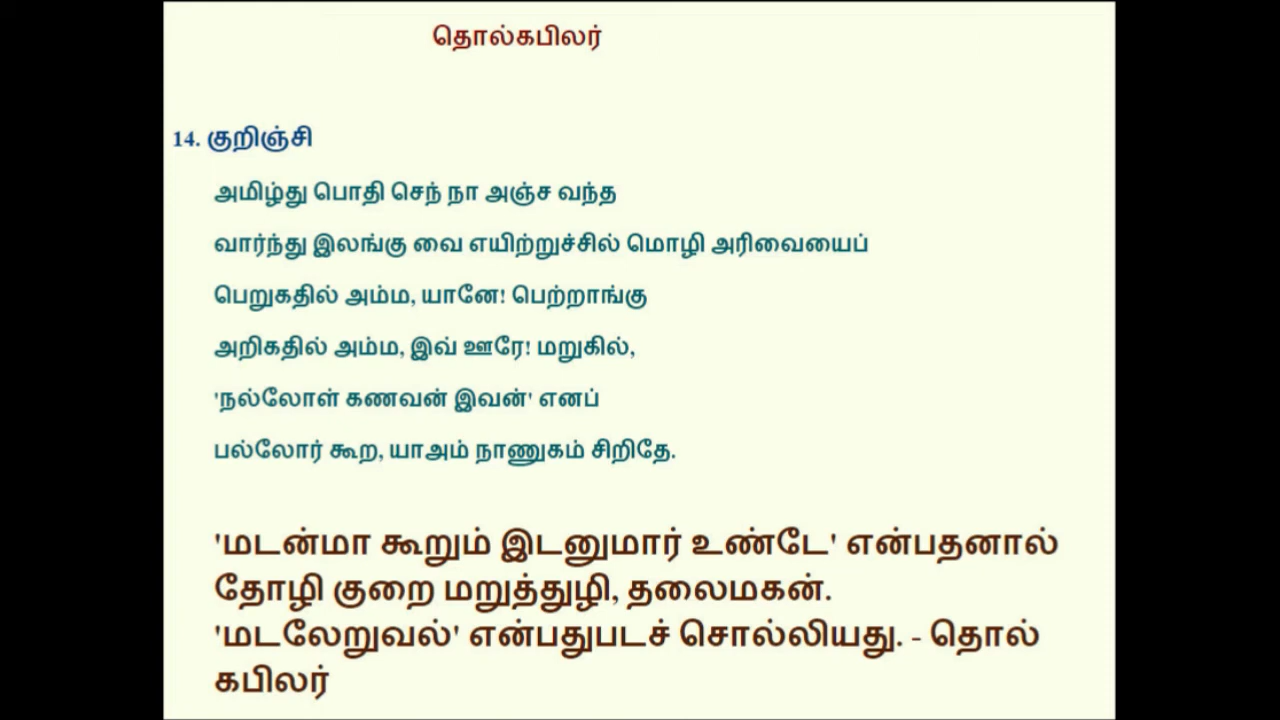 தொல்கபிலர்
14. குறிஞ்சி
அமிழ்து பொதி செந் நா அஞ்ச வந்த
வார்ந்து இலங்கு வை எயிற்றுச்சில் மொழி அரிவையைப்
பெறுகதில் அம்ம, யானே! பெற்றாங்கு
அறிகதில் அம்ம, இவ் ஊரே! மறுகில்,
'நல்லோள் கணவன் இவன்' எனப்
பல்லோர் கூற, யாஅம் நாணுகம் சிறிதே.
'மடன்மா கூறும் இடனுமார் உண்டே' என்பதனால்
தோழி குறை மறுத்துழி, தலைமகன்.
'மடலேறுவல்' என்பதுபடச் சொல்லியது. - தொல்
கபிலர்